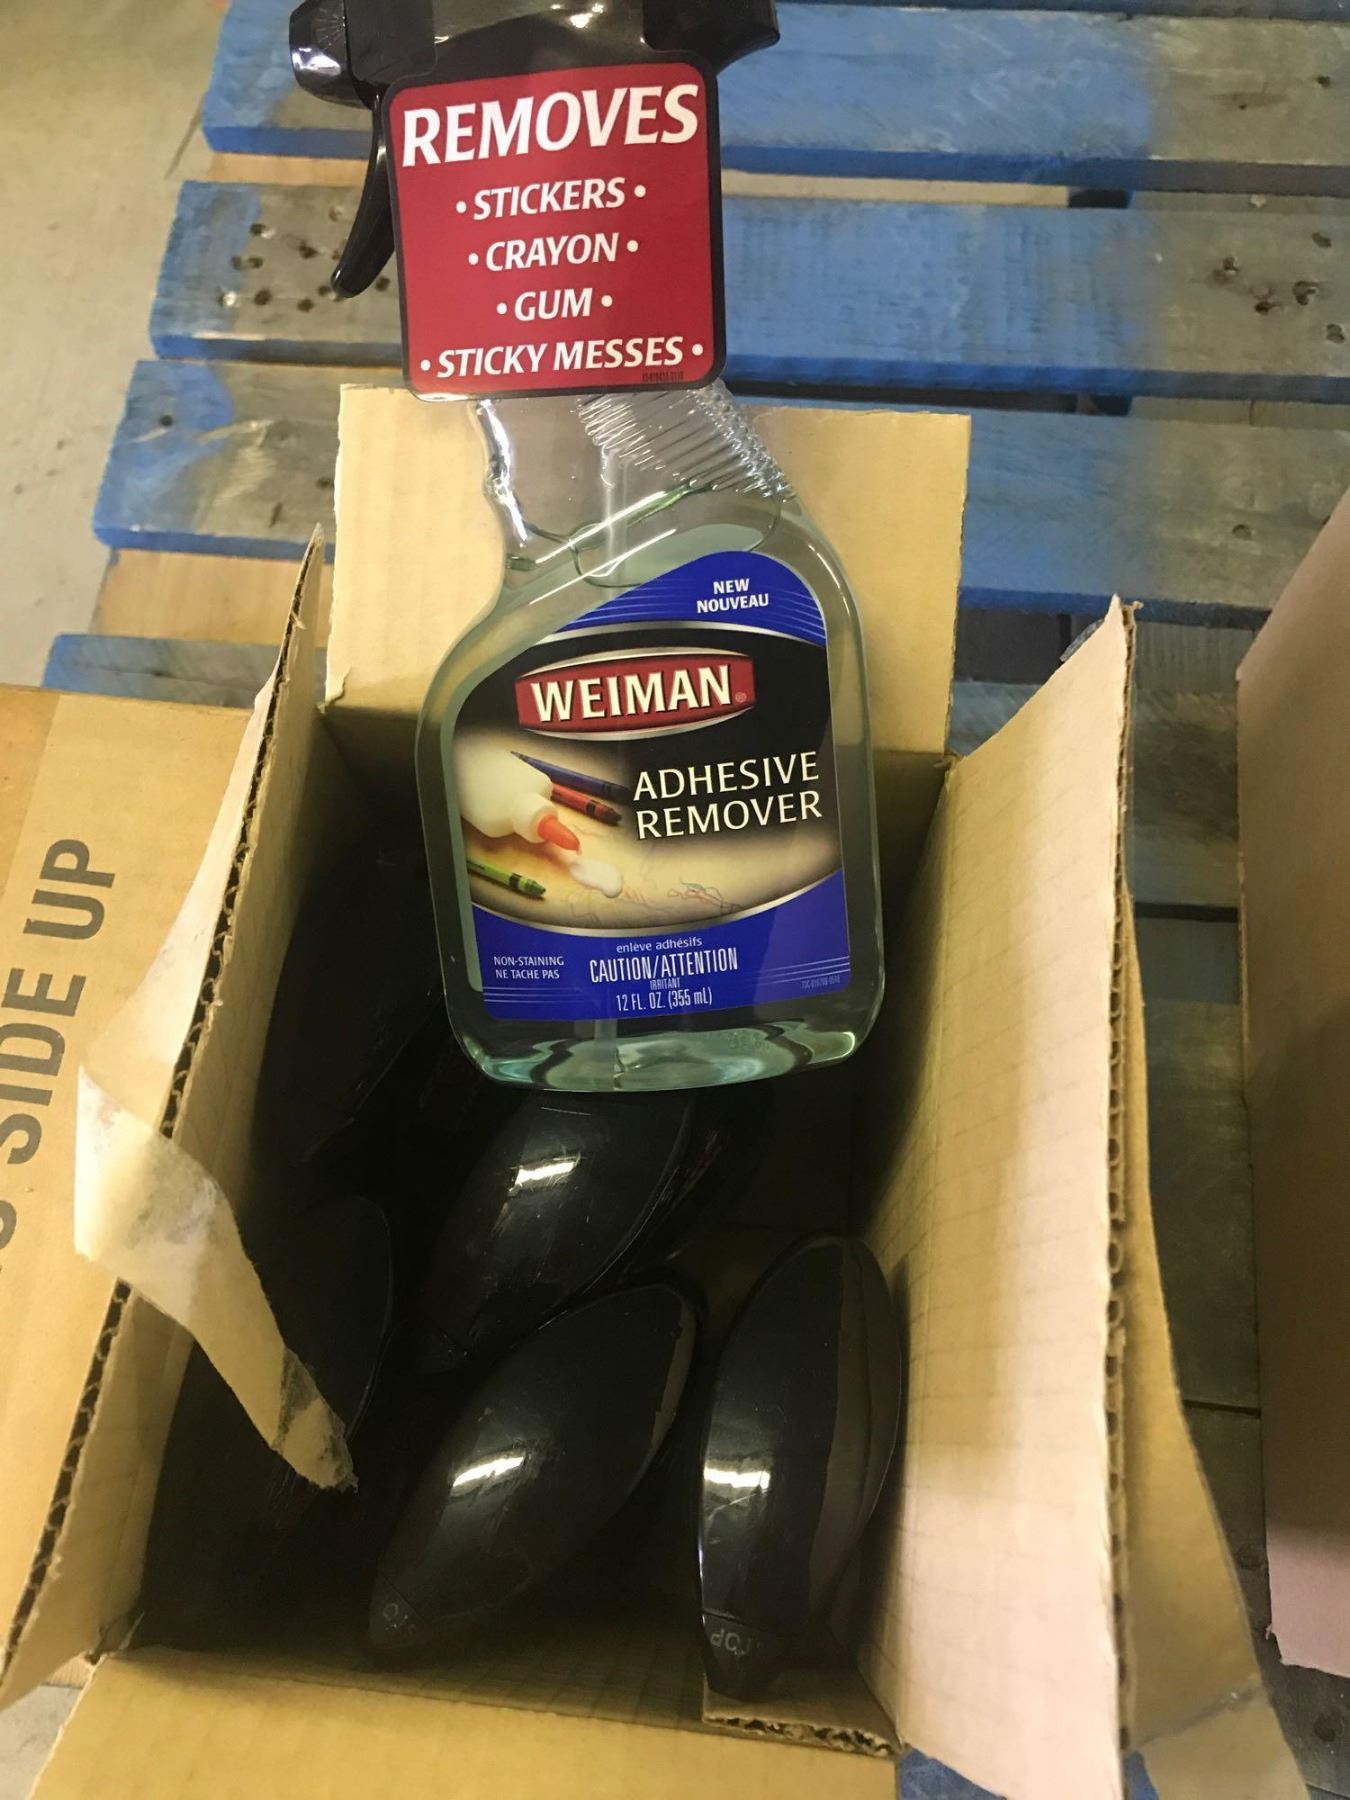 REMOVES
• STICKERS •
• CRAYON •
• GUM •
• STICKY MESSES •
NEW
NOUVEAU
WEIMAN®
ADHESIVE
REMOVER
enlève adhésifs
NON-STAINING
NE TACHE PAS
CAUTION/ATTENTION
IRRITANT
12 FL. OZ. (355 mL)
SIDE UP
STOP